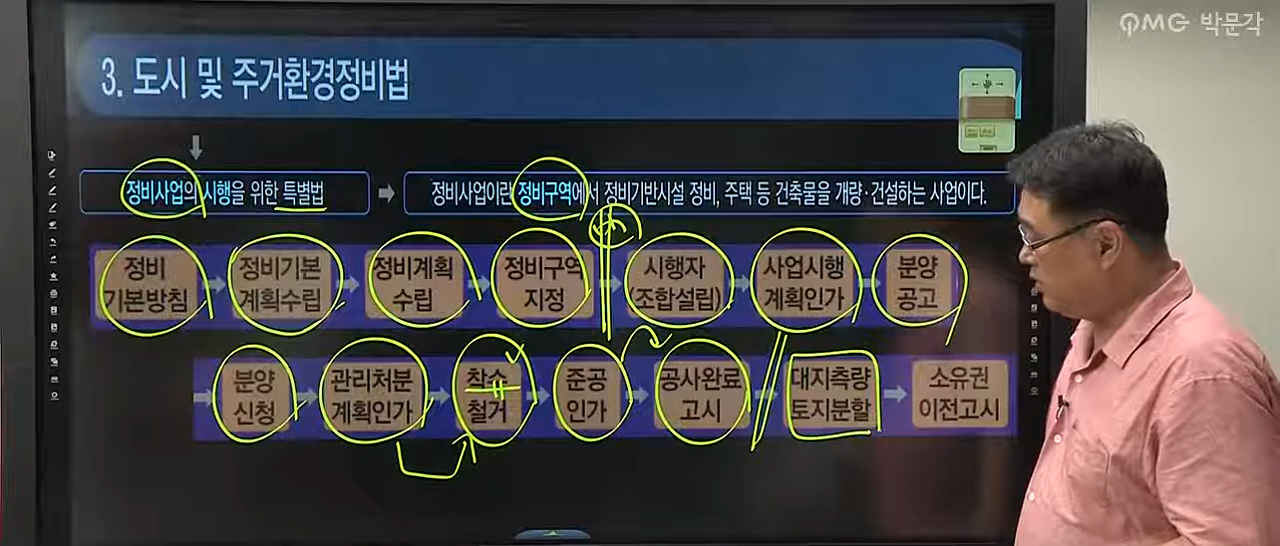 PMG 박문각
3. 도시 및 주거환경정비법
정비사업의 시행을 위한 특별법
정비사업이란 정비구역에서 정비기반시설 정비, 주택 등 건축물을 개량·건설하는 사업이다.
정비
기본방침
정비기본
계획수립
정비계획
수립
정비구역
지정
시행자
(조합설립)
사업시행
계획인가
분양
공고
분양
신청
관리처분
계획인가
착수
철거
준공
인가
공사완료
고시
대지측량
토지분할
소유권
이전고시